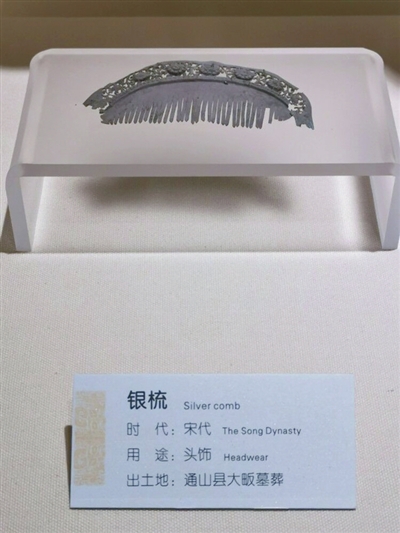 银梳 Silver comb
时 代：宋代 The Song Dynasty
用 途：头饰 Headwear
出土地：通山县大畈墓葬